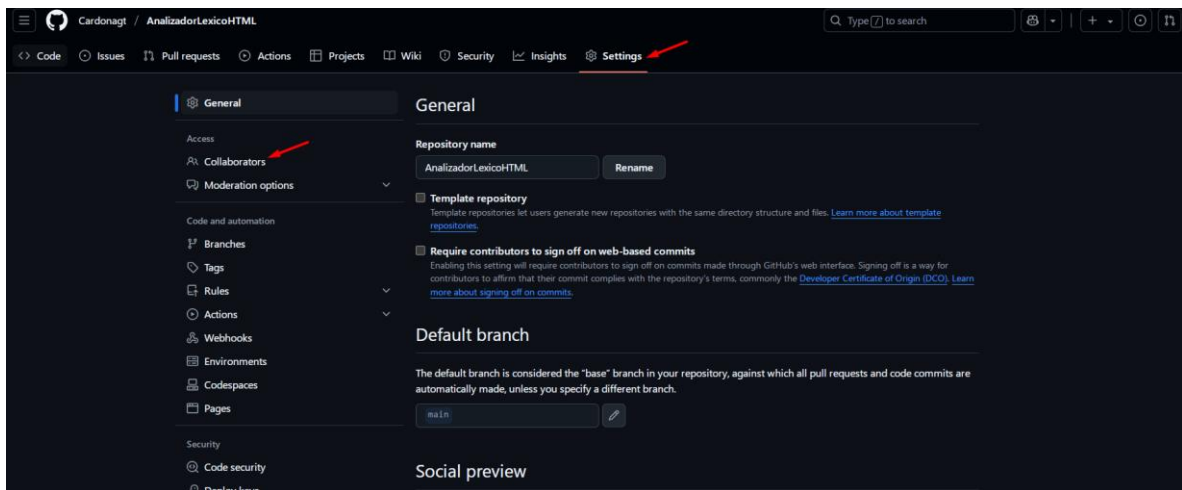 Cardonagt / AnalizadorLexicoHTML
Type / to search
Code Issues Pull requests Actions Projects Wiki Security Insights Settings
General
Access
Collaborators
Moderation options
Code and automation
Branches
Tags
Rules
Actions
Webhooks
Environments
Codespaces
Pages
Security
Code security
Deploy keys
General
Repository name
AnalizadorLexicoHTML Rename
Template repository
Template repositories let users generate new repositories with the same directory structure and files. Learn more about template
repositories.
Require contributors to sign off on web-based commits
Enabling this setting will require contributors to sign off on commits made through GitHub's web interface. Signing off is a way for
contributors to affirm that their commit complies with the repository's terms, commonly the Developer Certificate of Origin (DCO). Learn
more about signing off on commits.
Default branch
The default branch is considered the "base" branch in your repository, against which all pull requests and code commits are
automatically made, unless you specify a different branch.
main
Social preview